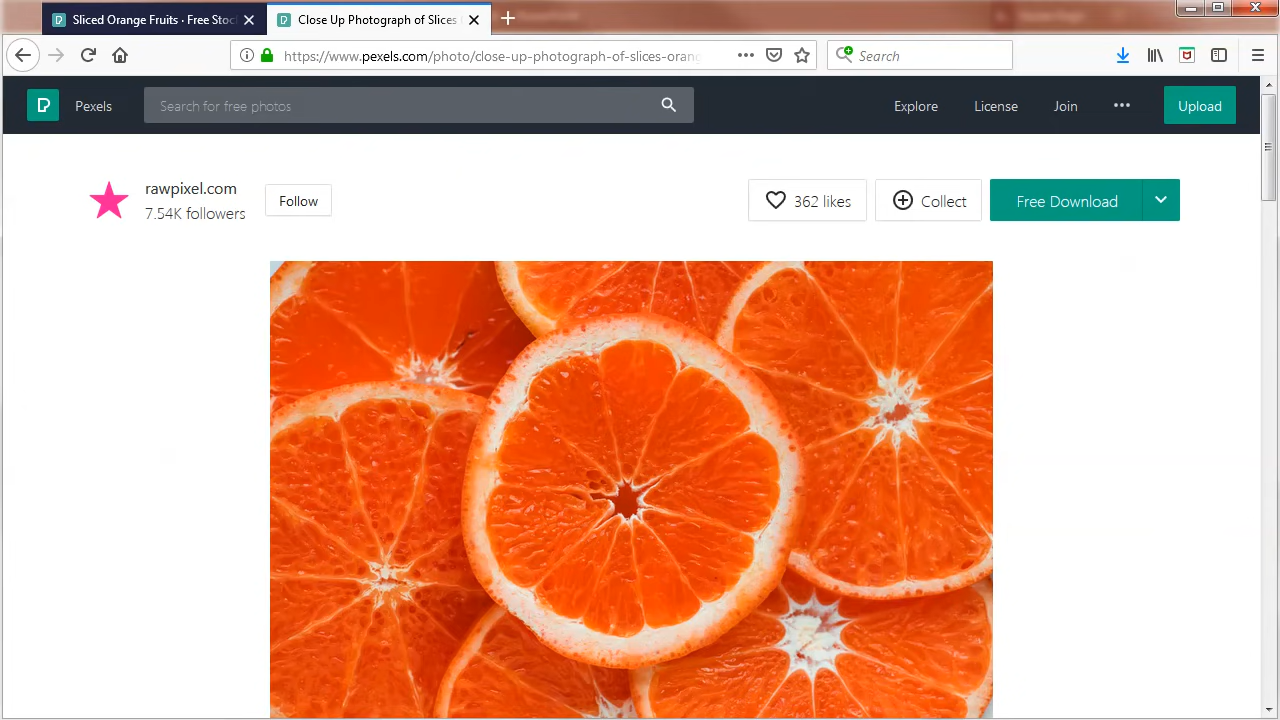 Sliced Orange Fruits · Free Stoc
Close Up Photograph of Slices
https://www.pexels.com/photo/close-up-photograph-of-slices-orang
Search
Pexels
Search for free photos
Explore
License
Join
Upload
rawpixel.com
7.54K followers
Follow
362 likes
Collect
Free Download